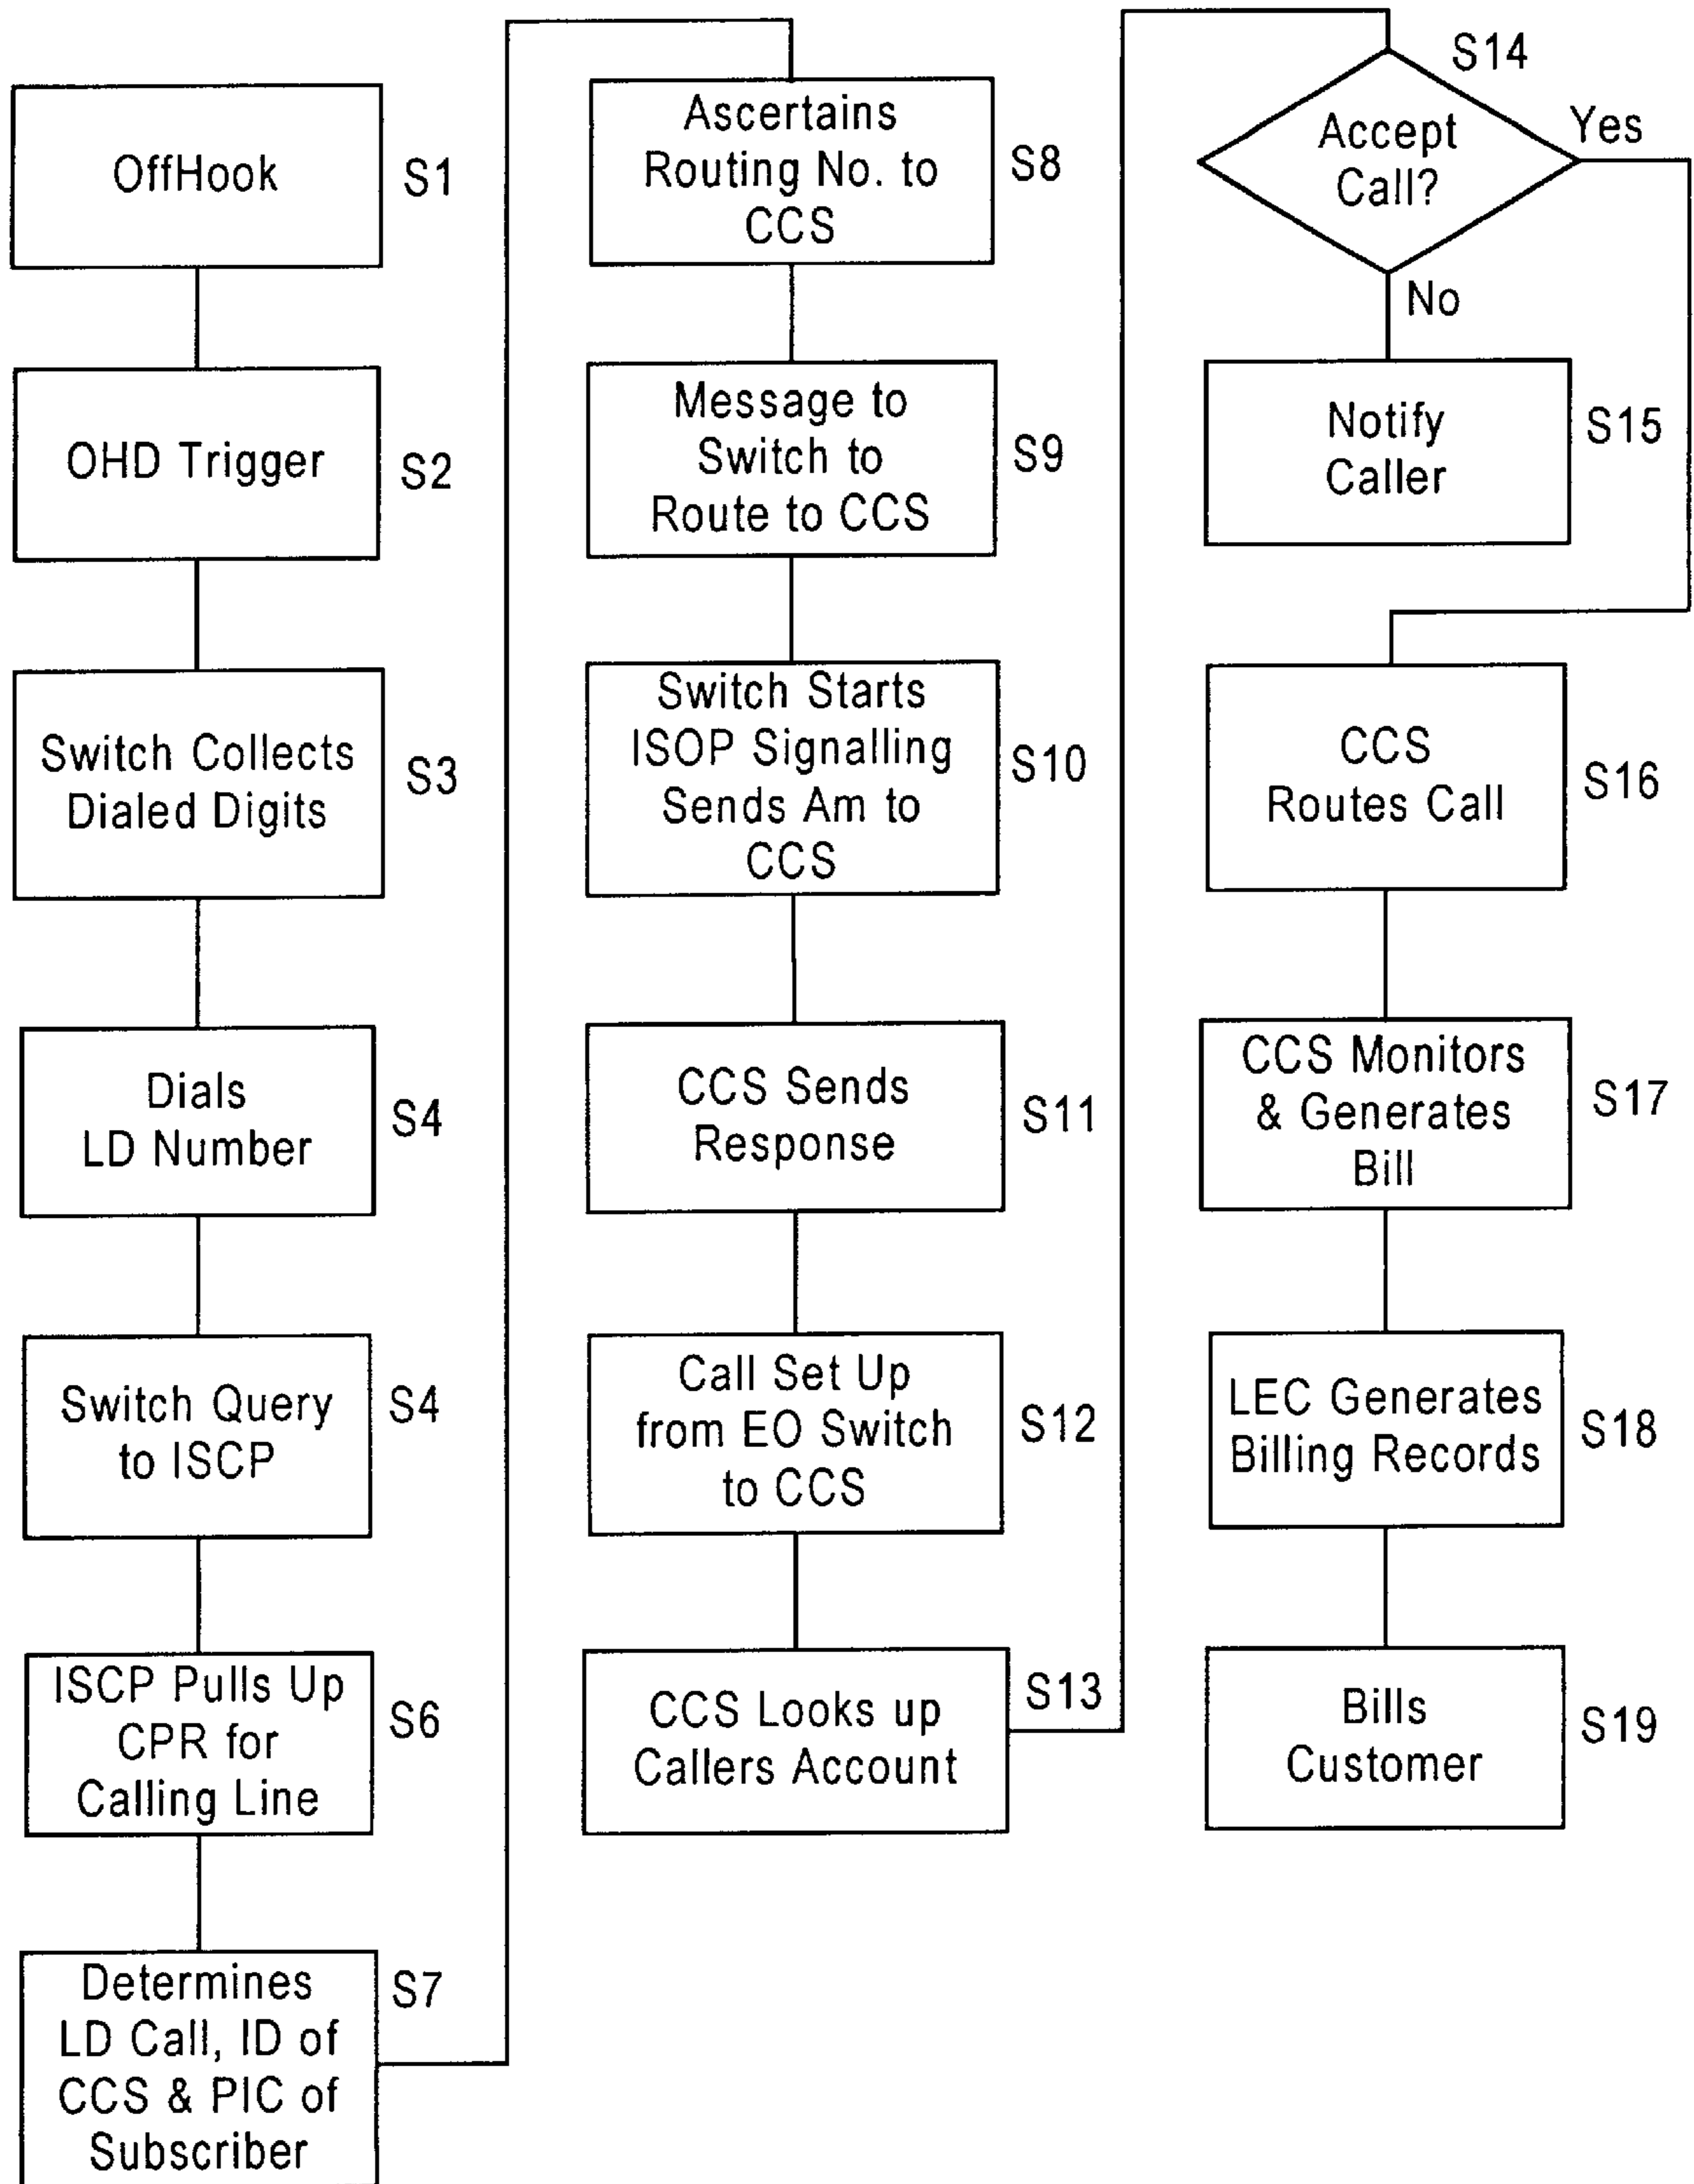 OffHook
S1
OHD Trigger
S2
Switch Collects
Dialed Digits
S3
Dials
LD Number
S4
Switch Query
to ISCP
S4
ISCP Pulls Up
CPR for
Calling Line
S6
Determines
LD Call, ID of
CCS & PIC of
Subscriber
S7
Ascertains
Routing No. to
CCS
S8
Message to
Switch to
Route to CCS
S9
Switch Starts
ISOP Signalling
Sends Am to
CCS
S10
CCS Sends
Response
S11
Call Set Up
from EO Switch
to CCS
S12
CCS Looks up
Callers Account
S13
Accept
Call?
S14
Yes
No
Notify
Caller
S15
CCS
Routes Call
S16
CCS Monitors
& Generates
Bill
S17
LEC Generates
Billing Records
S18
Bills
Customer
S19